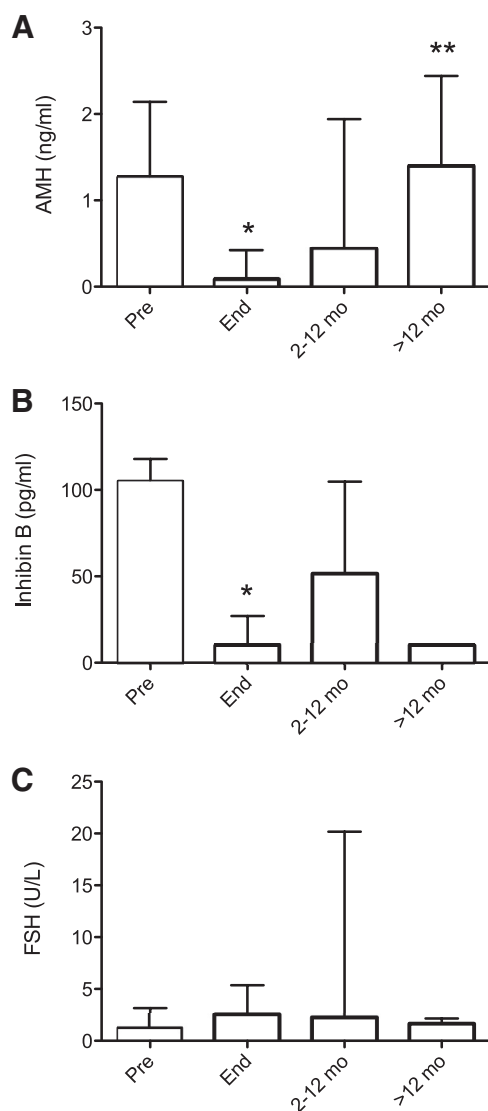 A
AMH (ng/ml)
3
2
1
0
*
**
Pre
End
2-12 mo
>12 mo
B
Inhibin B (pg/ml)
150
100
50
0
*
Pre
End
2-12 mo
>12 mo
C
FSH (U/L)
25
20
15
10
5
0
Pre
End
2-12 mo
>12 mo